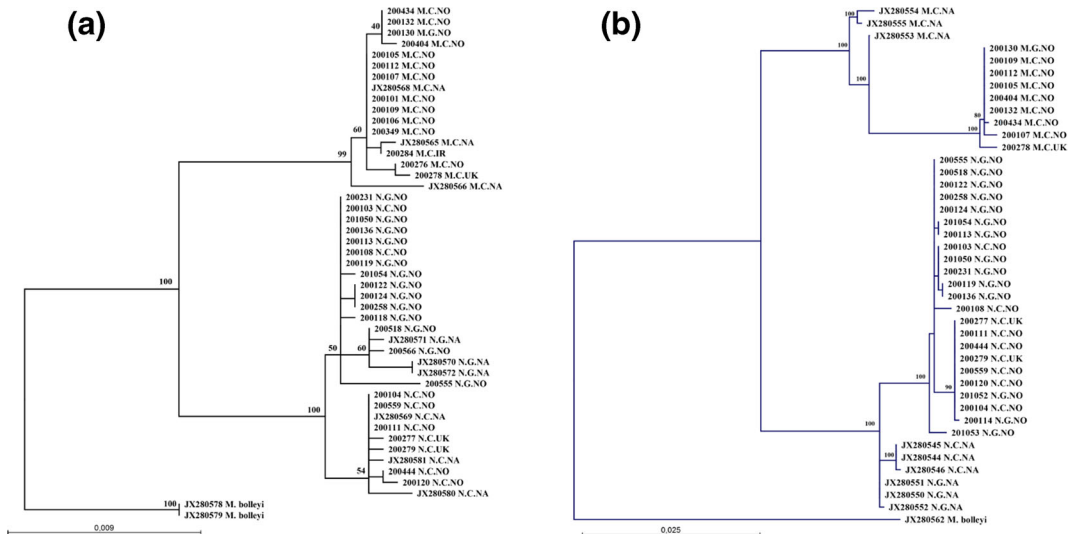 (a)
40
200434 M.C.NO
200132 M.C.NO
200130 M.G.NO
200404 M.C.NO
200105 M.C.NO
200112 M.C.NO
200107 M.C.NO
JX280568 M.C.NA
200101 M.C.NO
200109 M.C.NO
200106 M.C.NO
200349 M.C.NO
60
JX280565 M.C.NA
200284 M.C.IR
99
200276 M.C.NO
200278 M.C.UK
JX280566 M.C.NA
200231 N.G.NO
200103 N.C.NO
201050 N.G.NO
200136 N.G.NO
200113 N.G.NO
200108 N.C.NO
200119 N.G.NO
201054 N.G.NO
100
200122 N.G.NO
200124 N.G.NO
200258 N.G.NO
200118 N.G.NO
200518 N.G.NO
JX280571 N.G.NA
50
60
200566 N.G.NO
JX280570 N.G.NA
JX280572 N.G.NA
200555 N.G.NO
200104 N.C.NO
200559 N.C.NO
100
JX280569 N.C.NA
200111 N.C.NO
200277 N.C.UK
200279 N.C.UK
JX280581 N.C.NA
54
200444 N.C.NO
200120 N.C.NO
JX280580 N.C.NA
100
JX280578 M. bolleyi
JX280579 M. bolleyi
0,009
(b)
100
JX280554 M.C.NA
JX280555 M.C.NA
JX280553 M.C.NA
100
200130 M.G.NO
200109 M.C.NO
200112 M.C.NO
100
200105 M.C.NO
200404 M.C.NO
200132 M.C.NO
80
200434 M.C.NO
100
200107 M.C.NO
200278 M.C.UK
200555 N.G.NO
200518 N.G.NO
200122 N.G.NO
200258 N.G.NO
200124 N.G.NO
201054 N.G.NO
200113 N.G.NO
200103 N.C.NO
201050 N.G.NO
200231 N.G.NO
200119 N.G.NO
200136 N.G.NO
200108 N.C.NO
200277 N.C.UK
200111 N.C.NO
200444 N.C.NO
200279 N.C.UK
200559 N.C.NO
100
200120 N.C.NO
90
201052 N.G.NO
200104 N.C.NO
200114 N.G.NO
100
201053 N.G.NO
JX280545 N.C.NA
100
JX280544 N.C.NA
JX280546 N.C.NA
JX280551 N.G.NA
JX280550 N.G.NA
JX280552 N.G.NA
JX280562 M. bolleyi
0,025